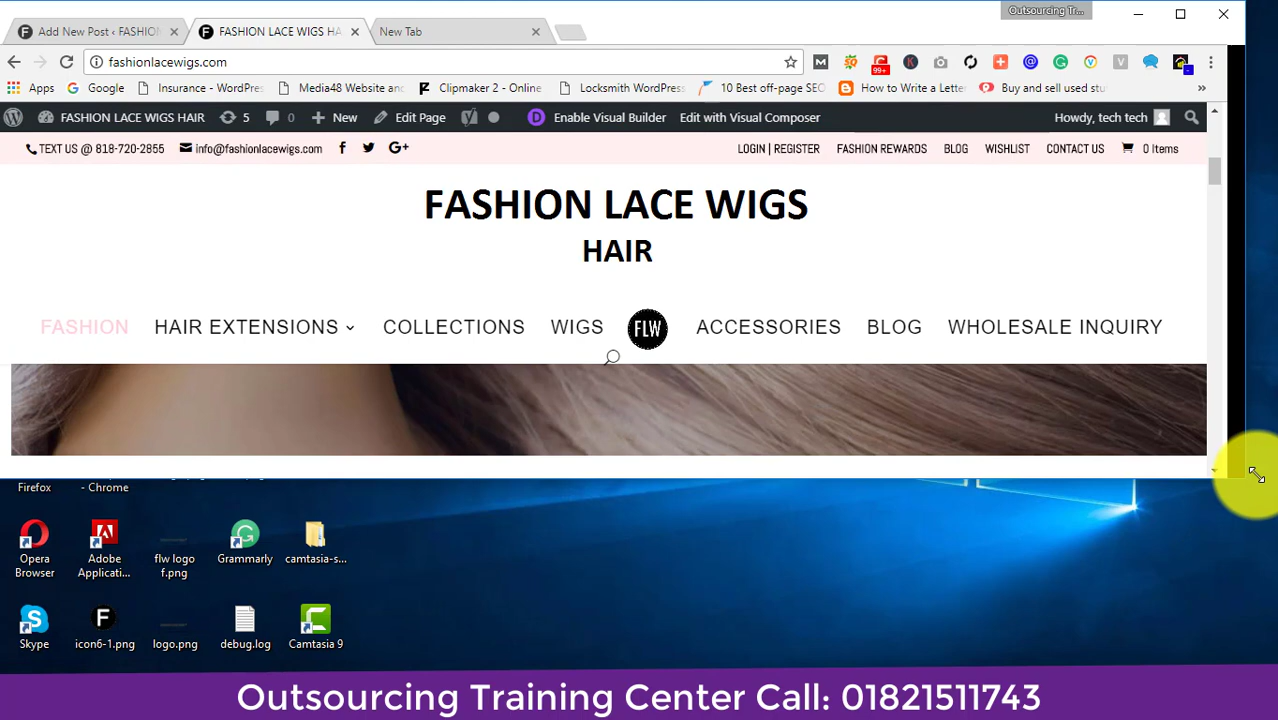 Outsourcing Tr...
Add New Post ‹ FASHION
FASHION LACE WIGS HA
New Tab
fashionlacewigs.com
99+
Apps
Google
Insurance - WordPre
Media48 Website and
Clipmaker 2 - Online
Locksmith WordPress
10 Best off-page SEO
How to Write a Letter
Buy and sell used stu
FASHION LACE WIGS HAIR
5
0
New
Edit Page
Enable Visual Builder
Edit with Visual Composer
Howdy, tech tech
TEXT US @ 818-720-2855
info@fashionlacewigs.com
LOGIN | REGISTER
FASHION REWARDS
BLOG
WISHLIST
CONTACT US
0 Items
FASHION LACE WIGS
HAIR
FASHION
HAIR EXTENSIONS
COLLECTIONS
WIGS
FLW
ACCESSORIES
BLOG
WHOLESALE INQUIRY
Firefox
- Chrome
Opera
Browser
Adobe
Applicati...
flw logo
f.png
Grammarly
camtasia-s...
Skype
icon6-1.png
logo.png
debug.log
Camtasia 9
Outsourcing Training Center Call: 01821511743